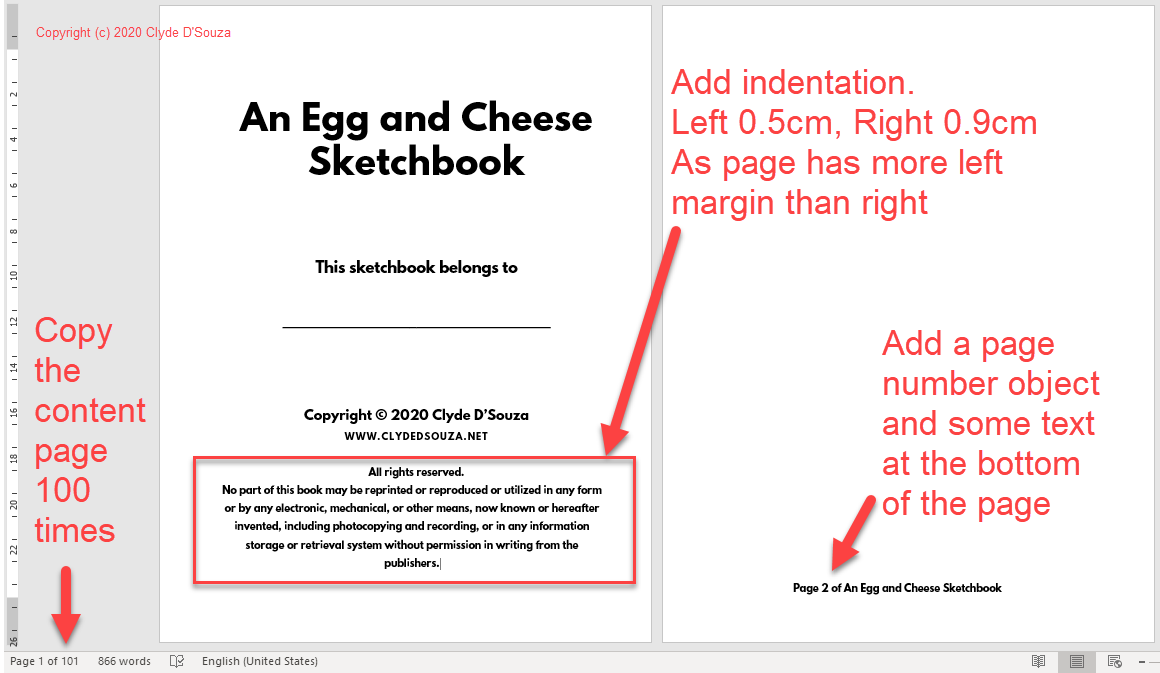 Copyright (c) 2020 Clyde D'Souza
An Egg and Cheese
Sketchbook
This sketchbook belongs to
Copyright © 2020 Clyde D’Souza
WWW.CLYDEDSOUZA.NET
All rights reserved.
No part of this book may be reprinted or reproduced or utilized in any form
or by any electronic, mechanical, or other means, now known or hereafter
invented, including photocopying and recording, or in any information
storage or retrieval system without permission in writing from the
publishers.
Add indentation.
Left 0.5cm, Right 0.9cm
As page has more left
margin than right
Copy
the
content
page
100
times
Add a page
number object
and some text
at the bottom
of the page
Page 2 of An Egg and Cheese Sketchbook
2
4
6
8
10
12
14
16
18
20
22
26
Page 1 of 101 866 words English (United States)